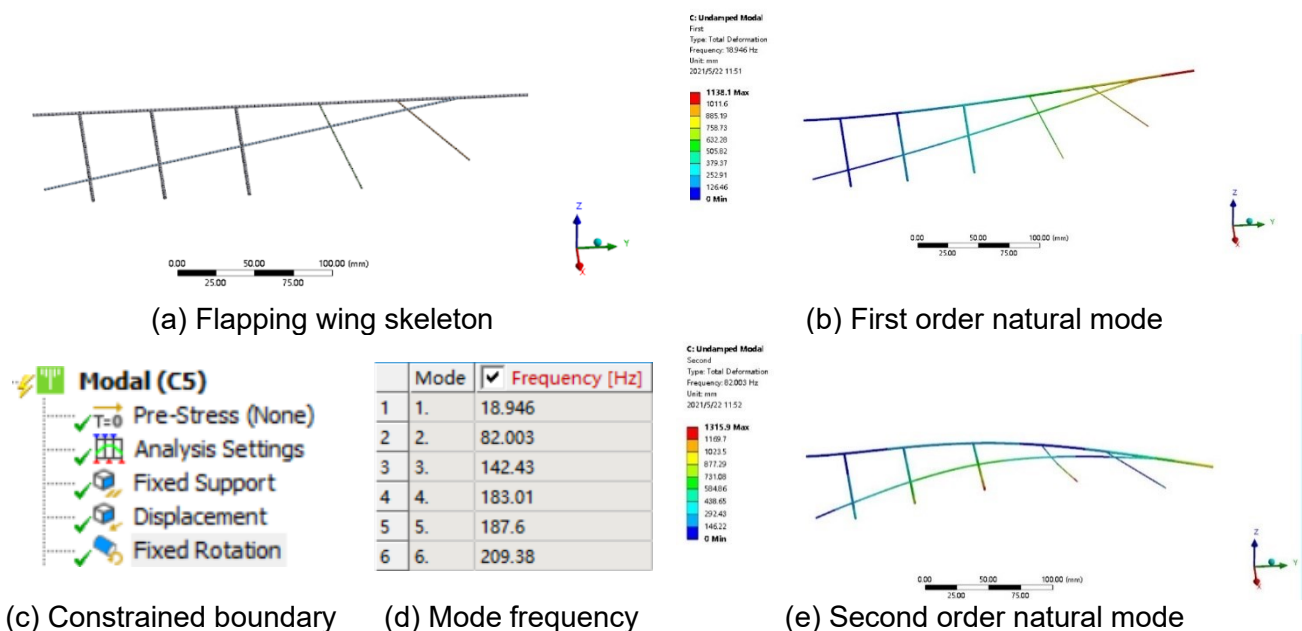 Z
Y
X
0.00 50.00 100.00 (mm)
25.00 75.00
(a) Flapping wing skeleton
C: Undamped Modal
First
Type: Total Deformation
Frequency: 18.946 Hz
Unit: mm
2021/5/22 11:51
1138.1 Max
1011.6
885.19
758.73
632.28
505.82
379.37
252.91
126.46
0 Min
Z
Y
X
0.00 50.00 100.00 (mm)
25.00 75.00
(b) First order natural mode
Modal (C5)
T=0 Pre-Stress (None)
Analysis Settings
Fixed Support
Displacement
Fixed Rotation
(c) Constrained boundary
Mode Frequency [Hz]
1 1. 18.946
2 2. 82.003
3 3. 142.43
4 4. 183.01
5 5. 187.6
6 6. 209.38
(d) Mode frequency
C: Undamped Modal
Second
Type: Total Deformation
Frequency: 82.003 Hz
Unit: mm
2021/5/22 11:52
1315.9 Max
1169.7
1023.5
877.29
731.08
584.86
438.65
292.43
146.22
0 Min
Z
Y
X
0.00 50.00 100.00 (mm)
25.00 75.00
(e) Second order natural mode